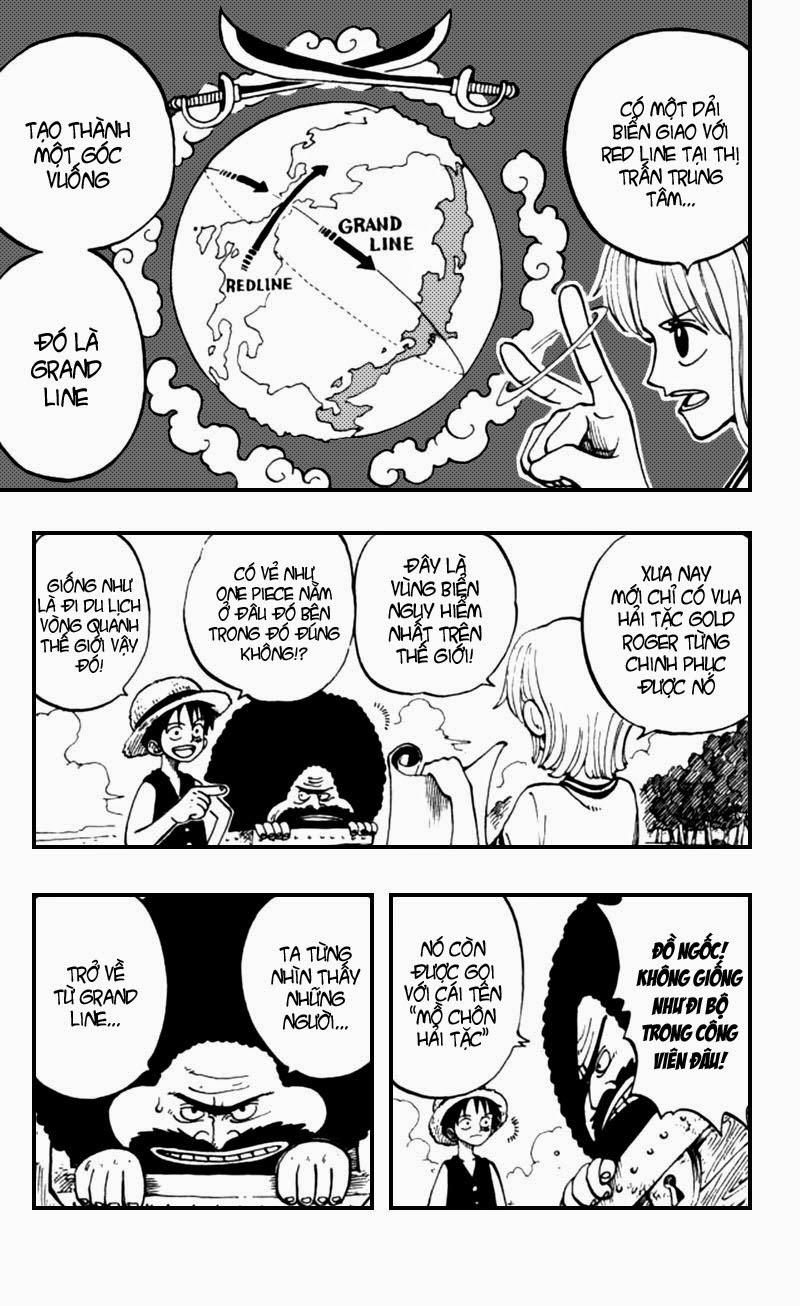 CÓ MỘT DẢI
BIỂN GIAO VỚI
RED LINE TẠI THỊ
TRẤN TRUNG
TÂM...
TẠO THÀNH
MỘT GÓC
VUÔNG
GRAND
LINE
REDLINE
ĐÓ LÀ
GRAND
LINE
XƯA NAY
MỚI CHỈ CÓ VUA
HẢI TẶC GOLD
ROGER TỪNG
CHINH PHỤC
ĐƯỢC NÓ
ĐÂY LÀ
VÙNG BIỂN
NGUY HIỂM
NHẤT TRÊN
THẾ GIỚI!
CÓ VẺ NHƯ
ONE PIECE NẰM
Ở ĐÂU ĐÓ BÊN
TRONG ĐÓ ĐÚNG
KHÔNG!?
GIỐNG NHƯ
LÀ ĐI DU LỊCH
VÒNG QUANH
THẾ GIỚI VẬY
ĐÓ!
ĐỒ NGỐC!
KHÔNG GIỐNG
NHƯ ĐI BỘ
TRONG CÔNG
VIÊN ĐÂU!
NÓ CÒN
ĐƯỢC GỌI
VỚI CÁI TÊN
"MỒ CHÔN
HẢI TẶC"
TA TỪNG
NHÌN THẤY
NHỮNG
NGƯỜI...
TRỞ VỀ
TỪ GRAND
LINE...